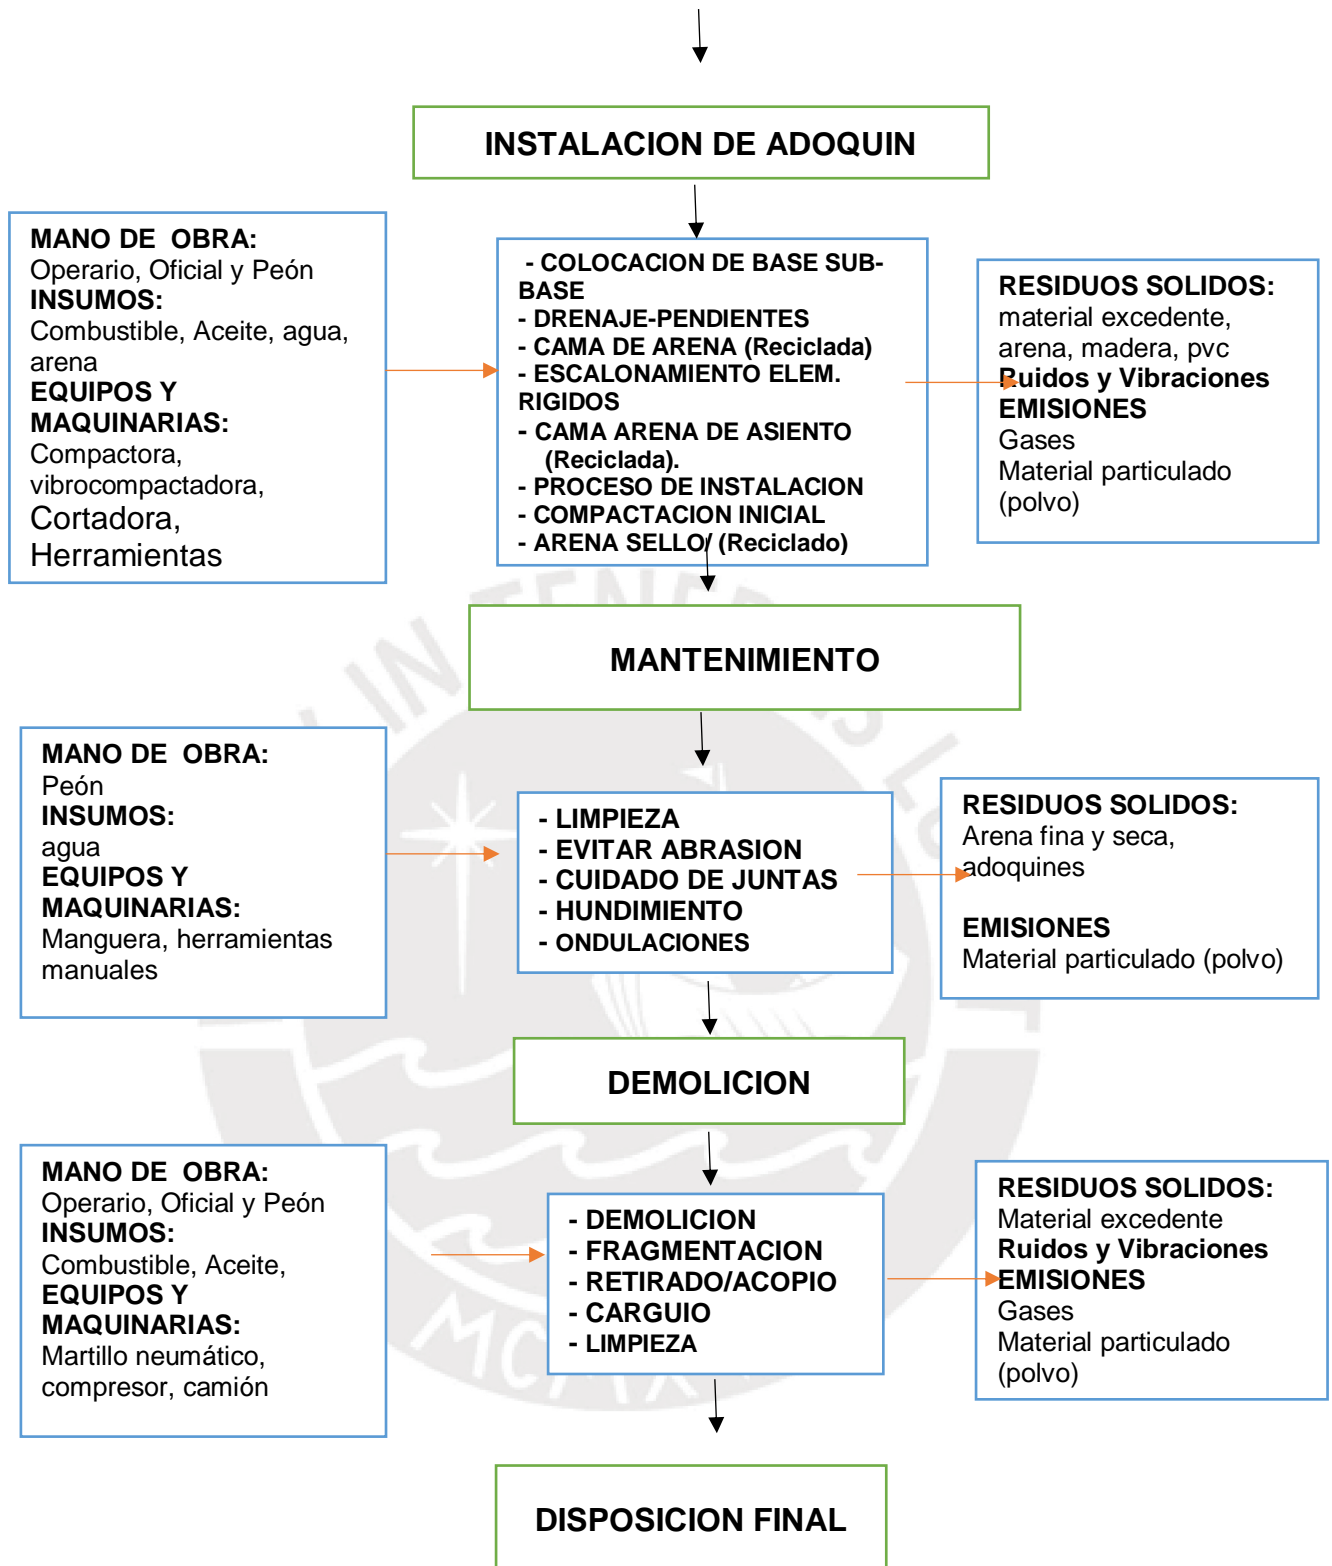 INSTALACION DE ADOQUIN
MANO DE OBRA:
Operario, Oficial y Peón
INSUMOS:
Combustible, Aceite, agua,
arena
EQUIPOS Y
MAQUINARIAS:
Compactora,
vibrocompactadora,
Cortadora,
Herramientas
- COLOCACION DE BASE SUB-
BASE
- DRENAJE-PENDIENTES
- CAMA DE ARENA (Reciclada)
- ESCALONAMIENTO ELEM.
RIGIDOS
- CAMA ARENA DE ASIENTO
(Reciclada).
- PROCESO DE INSTALACION
- COMPACTACION INICIAL
- ARENA SELLO/ (Reciclado)
RESIDUOS SOLIDOS:
material excedente,
arena, madera, pvc
Ruidos y Vibraciones
EMISIONES
Gases
Material particulado
(polvo)
MANTENIMIENTO
MANO DE OBRA:
Peón
INSUMOS:
agua
EQUIPOS Y
MAQUINARIAS:
Manguera, herramientas
manuales
- LIMPIEZA
- EVITAR ABRASION
- CUIDADO DE JUNTAS
- HUNDIMIENTO
- ONDULACIONES
RESIDUOS SOLIDOS:
Arena fina y seca,
adoquines
EMISIONES
Material particulado (polvo)
DEMOLICION
MANO DE OBRA:
Operario, Oficial y Peón
INSUMOS:
Combustible, Aceite,
EQUIPOS Y
MAQUINARIAS:
Martillo neumático,
compresor, camión
- DEMOLICION
- FRAGMENTACION
- RETIRADO/ACOPIO
- CARGUIO
- LIMPIEZA
RESIDUOS SOLIDOS:
Material excedente
Ruidos y Vibraciones
EMISIONES
Gases
Material particulado
(polvo)
DISPOSICION FINAL